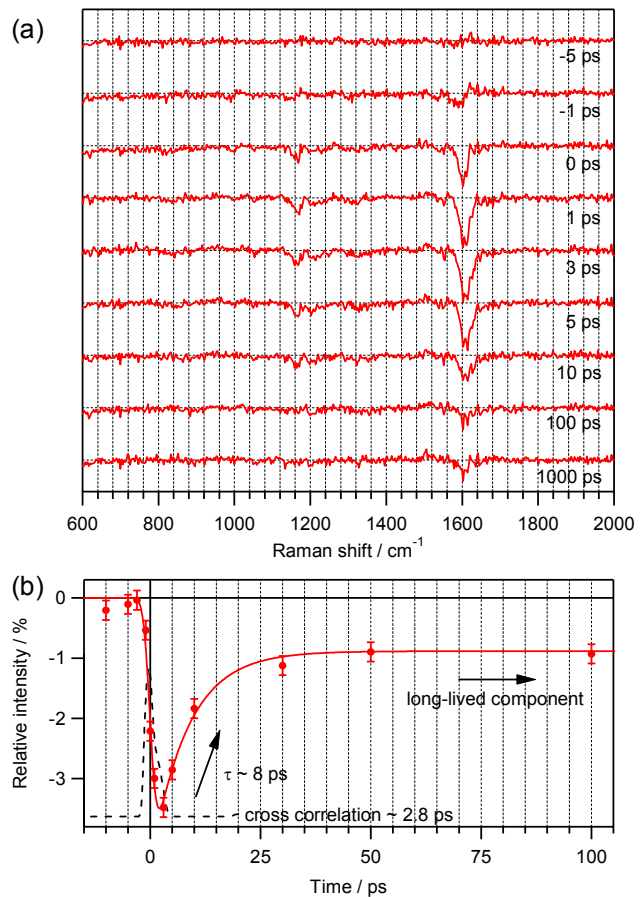 (a)
-5 ps
-1 ps
0 ps
1 ps
3 ps
5 ps
10 ps
100 ps
1000 ps
600 800 1000 1200 1400 1600 1800 2000
Raman shift / cm⁻¹
(b)
0
-1
-2
-3
Relative intensity / %
long-lived component
τ ~ 8 ps
cross correlation ~ 2.8 ps
0 25 50 75 100
Time / ps